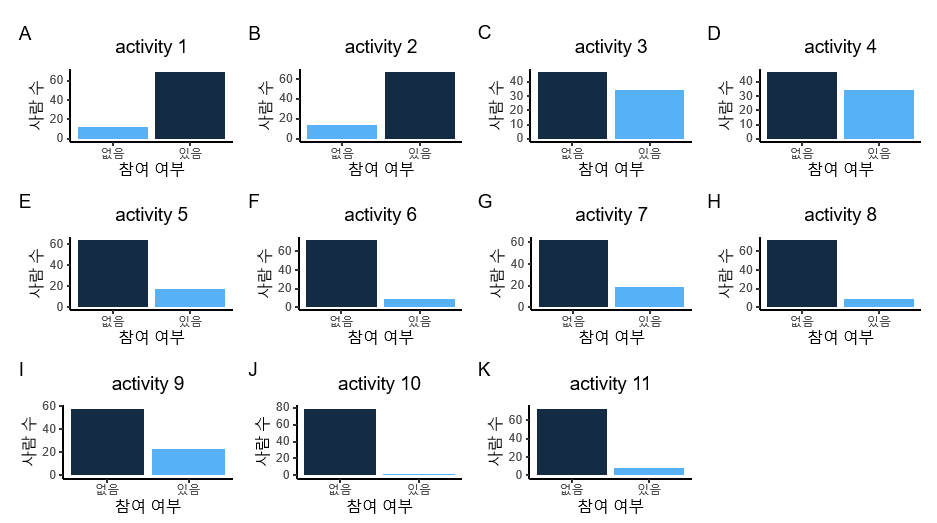 A
activity 1
사람 수
60
40
20
0
없음 있음
참여 여부
B
activity 2
사람 수
60
40
20
0
없음 있음
참여 여부
C
activity 3
사람 수
40
30
20
10
0
없음 있음
참여 여부
D
activity 4
사람 수
40
30
20
10
0
없음 있음
참여 여부
E
activity 5
사람 수
60
40
20
0
없음 있음
참여 여부
F
activity 6
사람 수
60
40
20
0
없음 있음
참여 여부
G
activity 7
사람 수
60
40
20
0
없음 있음
참여 여부
H
activity 8
사람 수
60
40
20
0
없음 있음
참여 여부
I
activity 9
사람 수
60
40
20
0
없음 있음
참여 여부
J
activity 10
사람 수
80
60
40
20
0
없음 있음
참여 여부
K
activity 11
사람 수
60
40
20
0
없음 있음
참여 여부